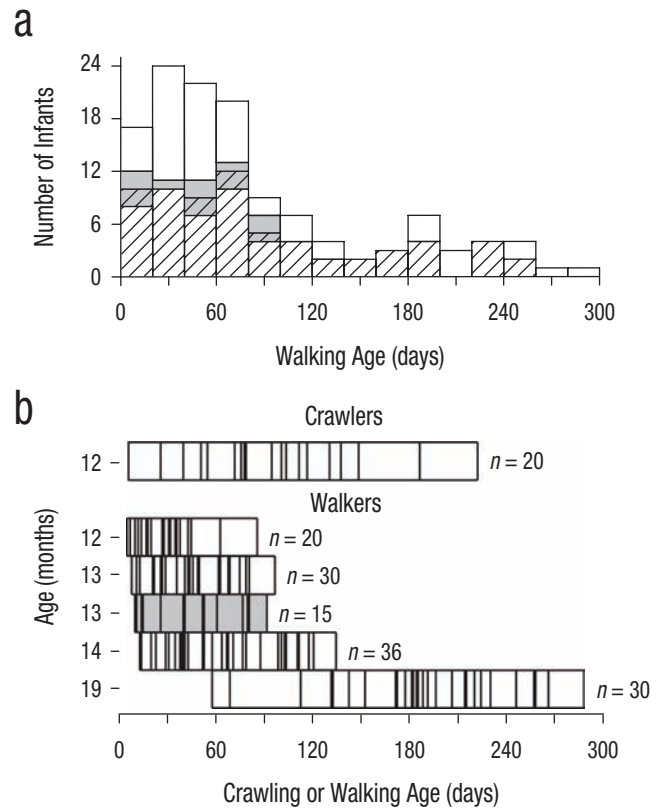 a
24
18
12
6
0
Number of Infants
0 60 120 180 240 300
Walking Age (days)
b
Crawlers
12
n = 20
Walkers
12
n = 20
13
n = 30
13
n = 15
14
n = 36
19
n = 30
Age (months)
0 60 120 180 240 300
Crawling or Walking Age (days)